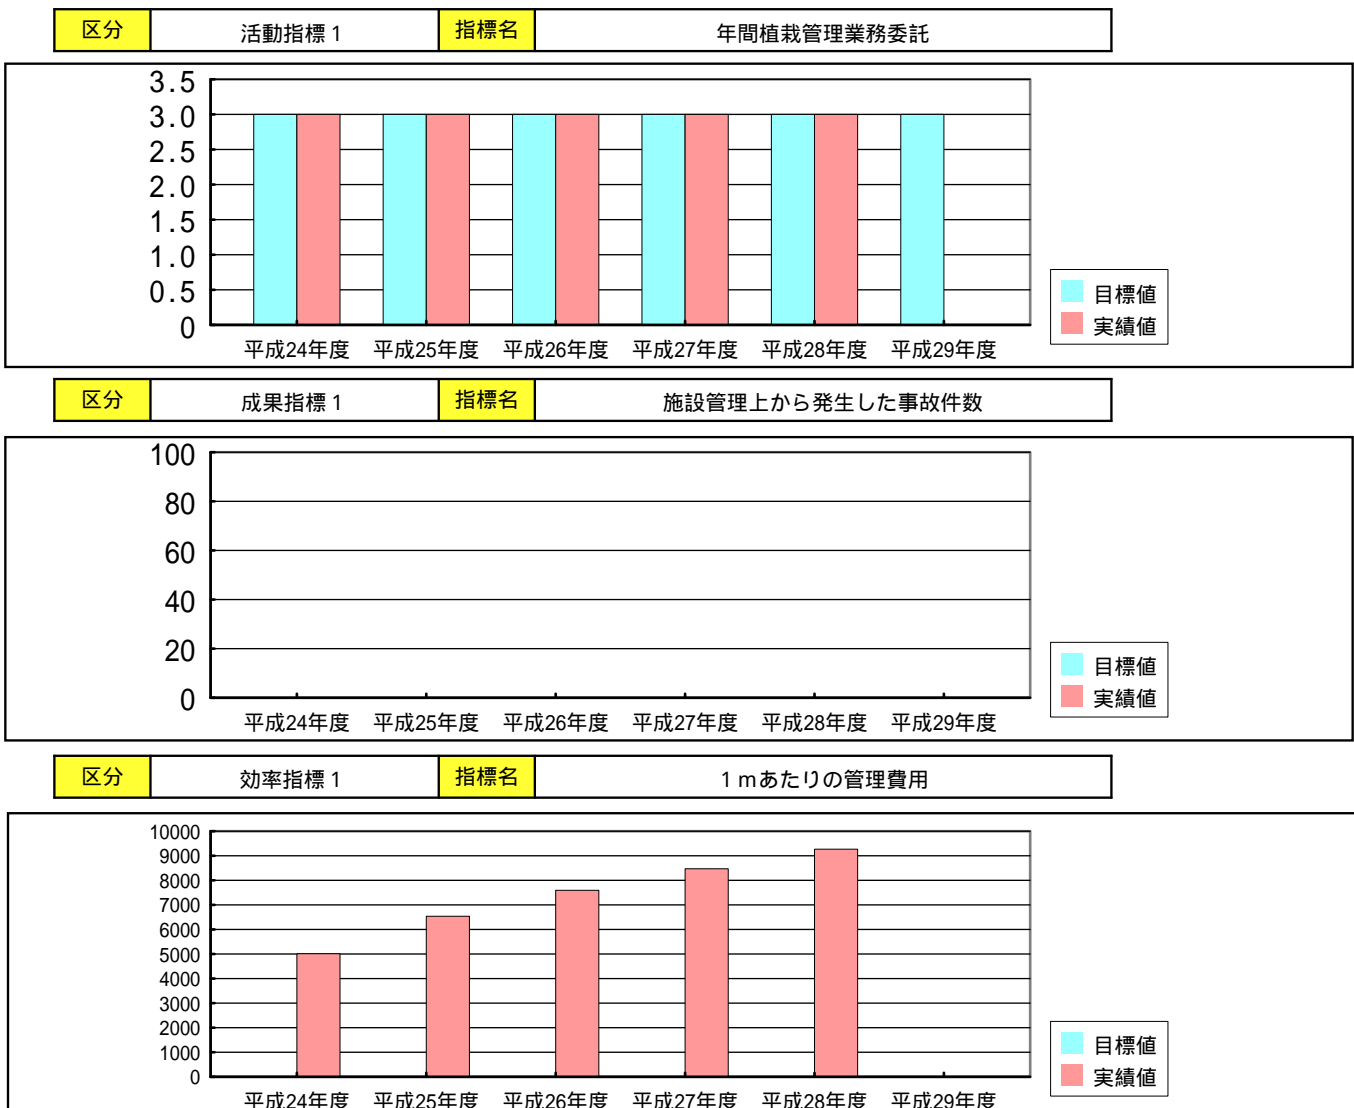 区分 活動指標1 指標名 年間植栽管理業務委託
3.5
3.0
2.5
2.0
1.5
1.0
0.5
0
平成24年度 平成25年度 平成26年度 平成27年度 平成28年度 平成29年度
目標値
実績値
区分 成果指標1 指標名 施設管理上から発生した事故件数
100
80
60
40
20
0
平成24年度 平成25年度 平成26年度 平成27年度 平成28年度 平成29年度
目標値
実績値
区分 効率指標1 指標名 1mあたりの管理費用
10000
9000
8000
7000
6000
5000
4000
3000
2000
1000
0
平成24年度 平成25年度 平成26年度 平成27年度 平成28年度 平成29年度
目標値
実績値